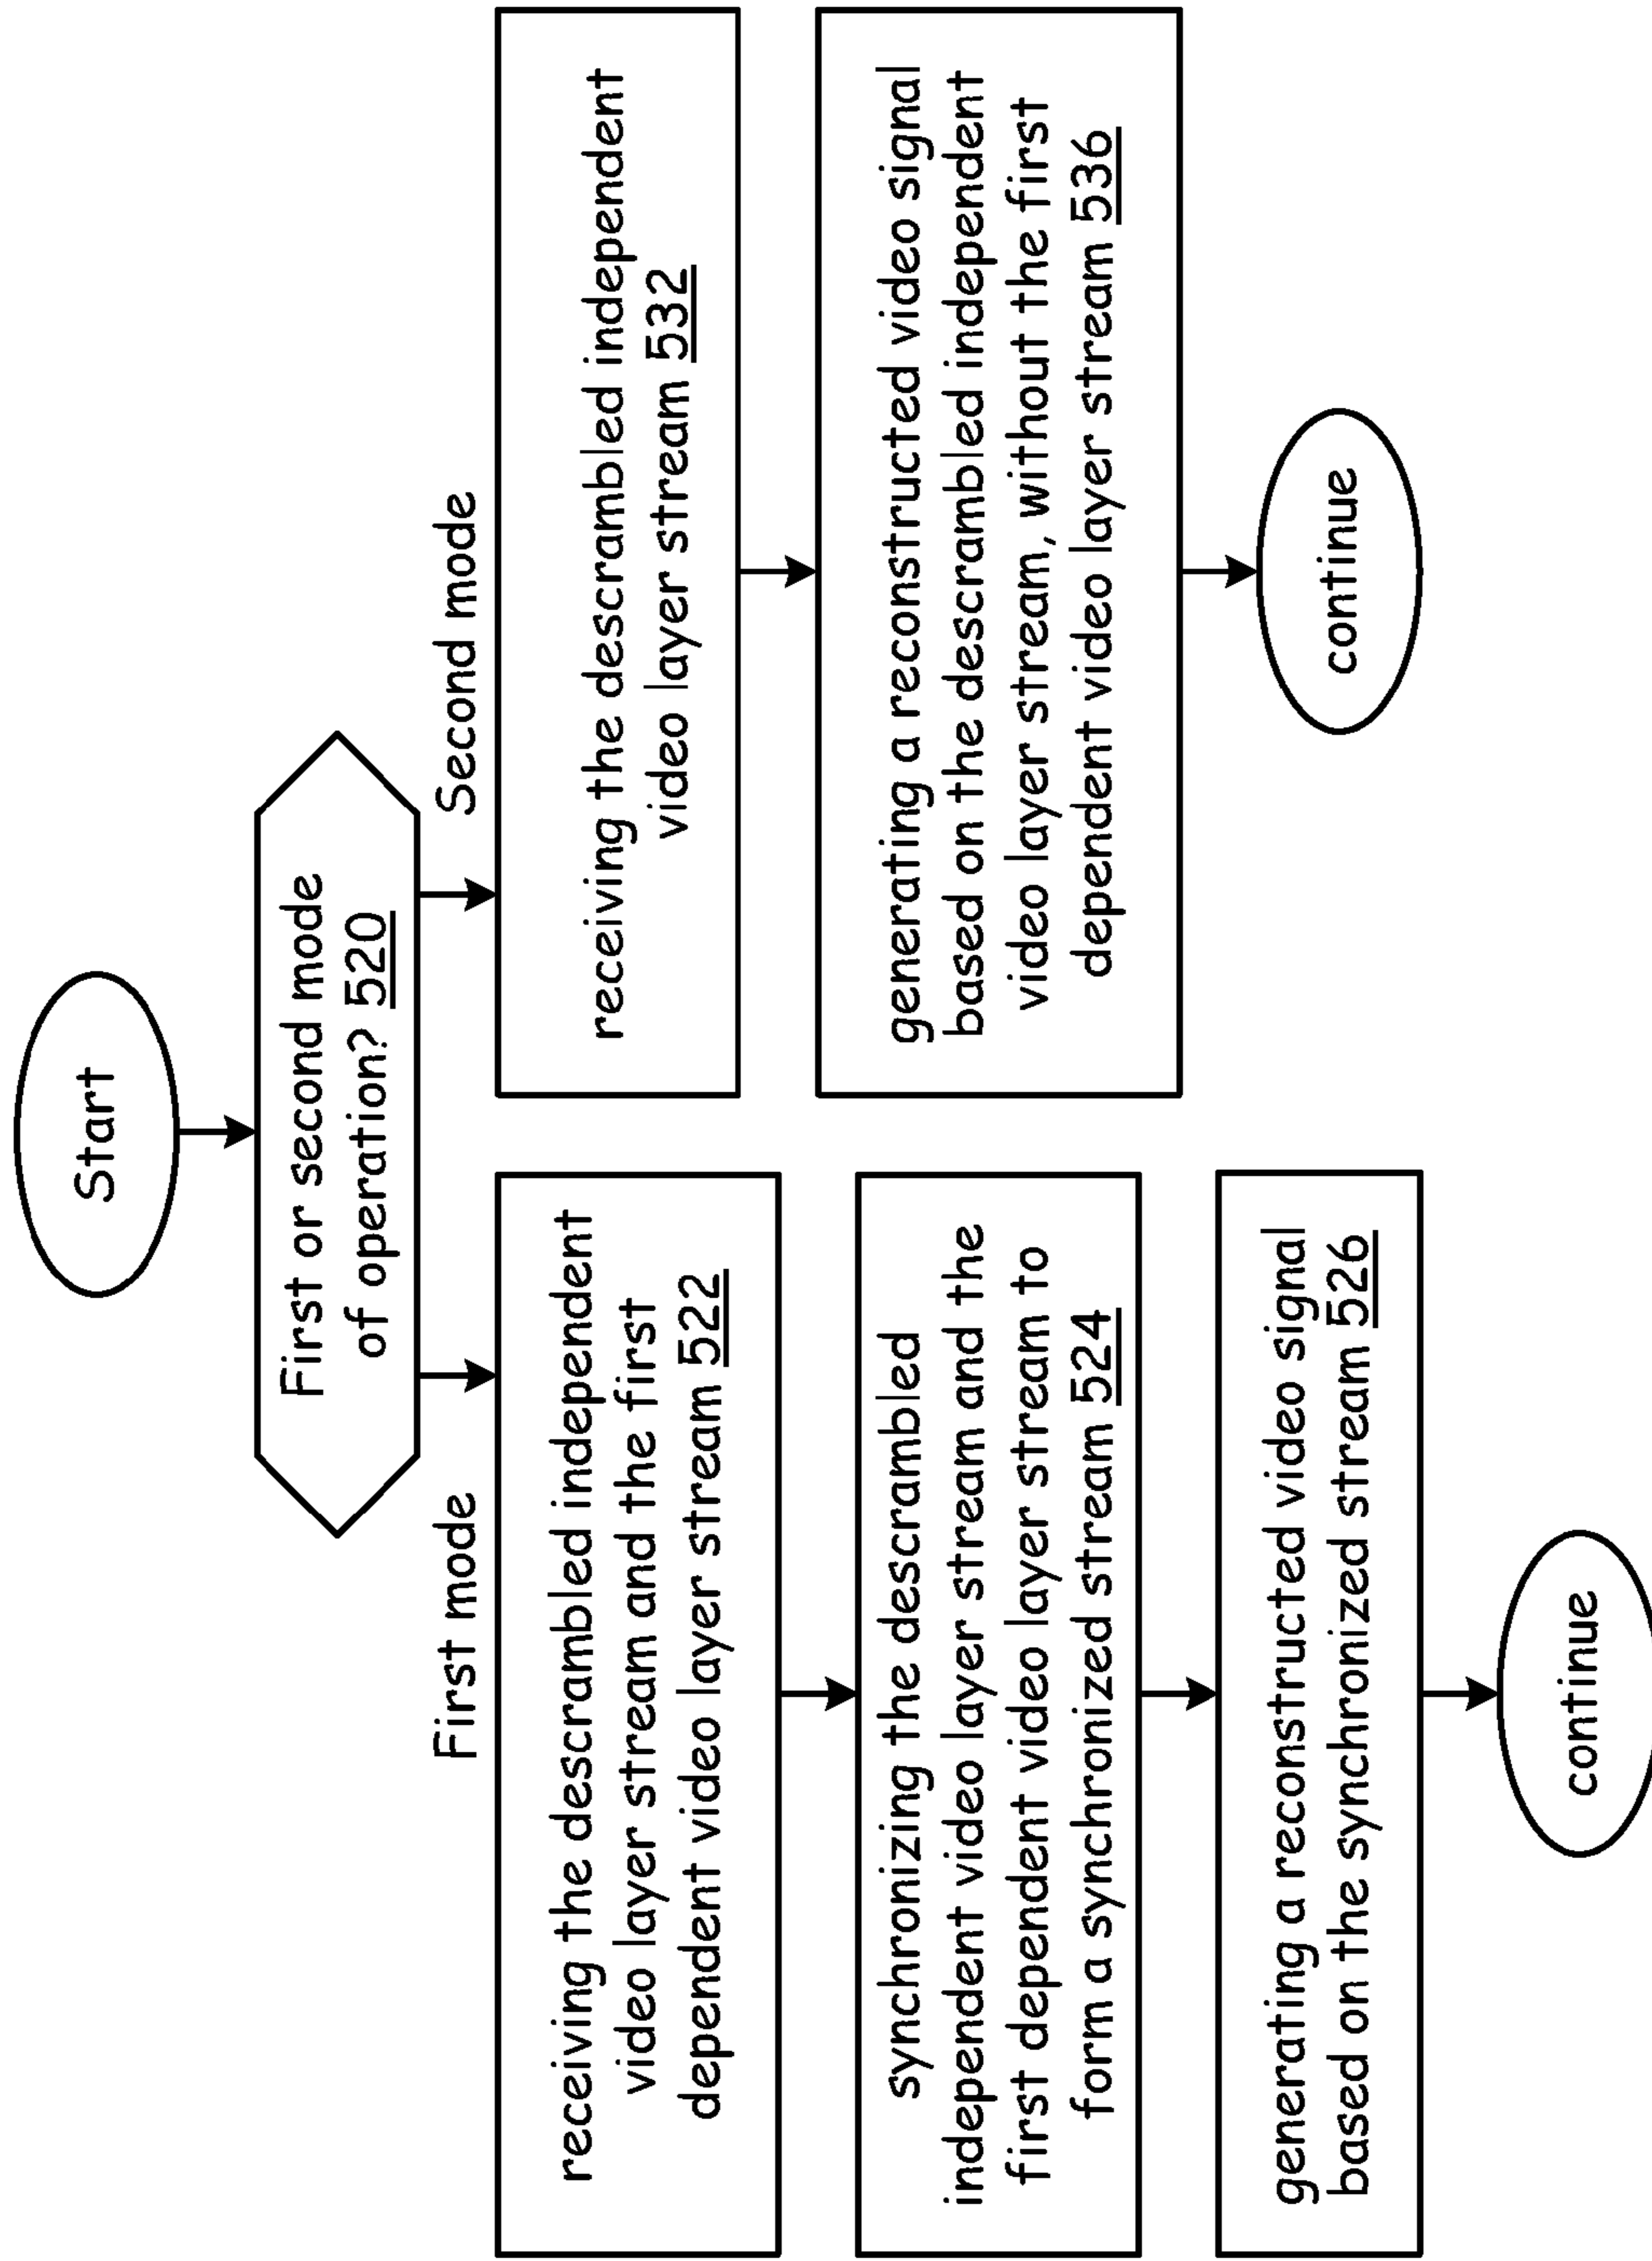 Start
First or second mode
of operation? 520
First mode
receiving the descrambled independent
video layer stream and the first
dependent video layer stream 522
synchronizing the descrambled
independent video layer stream and the
first dependent video layer stream to
form a synchronized stream 524
generating a reconstructed video signal
based on the synchronized stream 526
continue
Second mode
receiving the descrambled independent
video layer stream 532
generating a reconstructed video signal
based on the descrambled independent
video layer stream, without the first
dependent video layer stream 536
continue